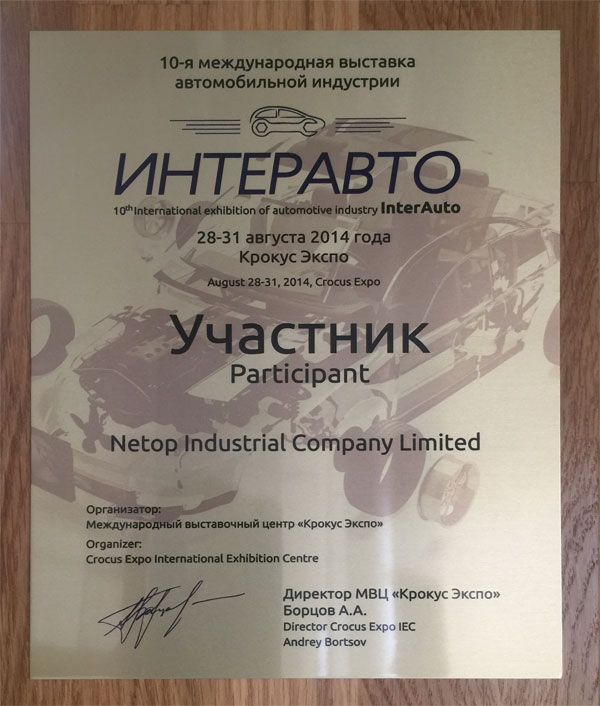 10-я международная выставка
автомобильной индустрии
ИНТЕРАВТО
10th International exhibition of automotive industry InterAuto
28-31 августа 2014 года
Крокус Экспо
August 28-31, 2014, Crocus Expo
Участник
Participant
Netop Industrial Company Limited
Организатор:
Международный выставочный центр «Крокус Экспо»
Organizer:
Crocus Expo International Exhibition Centre
Директор МВЦ «Крокус Экспо»
Борцов А.А.
Director Crocus Expo IEC
Andrey Bortsov